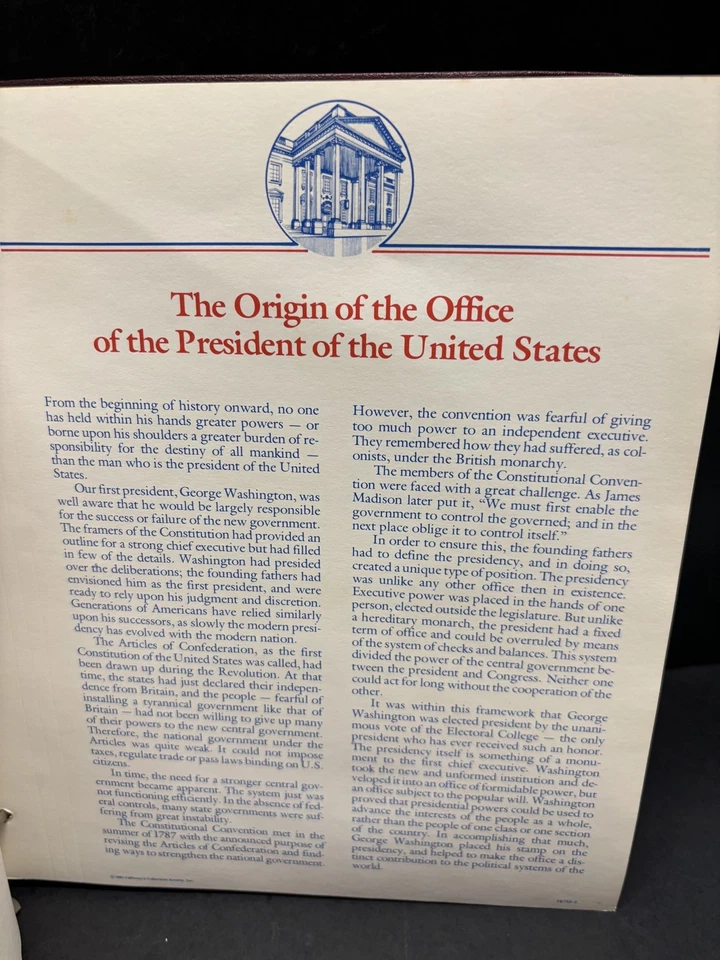 The Origin of the Office
of the President of the United States
From the beginning of history onward, no one
has held within his hands greater powers — or
borne upon his shoulders a greater burden of re-
sponsibility for the destiny of all mankind —
than the man who is the president of the United
States.
Our first president, George Washington, was
well aware that he would be largely responsible
for the success or failure of the new government.
The framers of the Constitution had provided an
outline for a strong chief executive but had filled
in few of the details. Washington had presided
over the deliberations; the founding fathers had
envisioned him as the first president, and were
ready to rely upon his judgment and discretion.
Generations of Americans have relied similarly
upon his successors, as slowly the modern presi-
dency has evolved with the modern nation.
The Articles of Confederation, as the first
Constitution of the United States was called, had
been drawn up during the Revolution. At that
time, the states had just declared their indepen-
dence from Britain, and the people — fearful of
installing a tyrannical government like that of
Britain — had not been willing to give up many
of their powers to the new central government.
Therefore, the national government under the
Articles was quite weak. It could not impose
taxes, regulate trade or pass laws binding on U.S.
citizens.
In time, the need for a stronger central gov-
ernment became apparent. The system just was
not functioning efficiently. In the absence of fed-
eral controls, many state governments were suf-
fering from great instability.
The Constitutional Convention met in the
summer of 1787 with the announced purpose of
revising the Articles of Confederation and find-
ing ways to strengthen the national government.
However, the convention was fearful of giving
too much power to an independent executive.
They remembered how they had suffered, as col-
onists, under the British monarchy.
The members of the Constitutional Conven-
tion were faced with a great challenge. As James
Madison later put it, “We must first enable the
government to control the governed; and in the
next place oblige it to control itself.”
In order to ensure this, the founding fathers
had to define the presidency, and in doing so,
created a unique type of position. The presidency
was unlike any other office then in existence.
Executive power was placed in the hands of one
person, elected outside the legislature. But unlike
a hereditary monarch, the president had a fixed
term of office and could be overruled by means
of the system of checks and balances. This system
divided the power of the central government be-
tween the president and Congress. Neither one
could act for long without the cooperation of the
other.
It was within this framework that George
Washington was elected president by the unani-
mous vote of the Electoral College — the only
president who has ever received such an honor.
The presidency itself is something of a monu-
ment to the first chief executive. Washington
took the new and unformed institution and de-
veloped it into an office of formidable power, but
an office subject to the popular will. Washington
proved that presidential powers could be used to
advance the interests of the people as a whole,
rather than the people of one class or one section
of the country. In accomplishing that much,
George Washington placed his stamp on the
presidency, and helped to make the office a dis-
tinct contribution to the political systems of the
world.